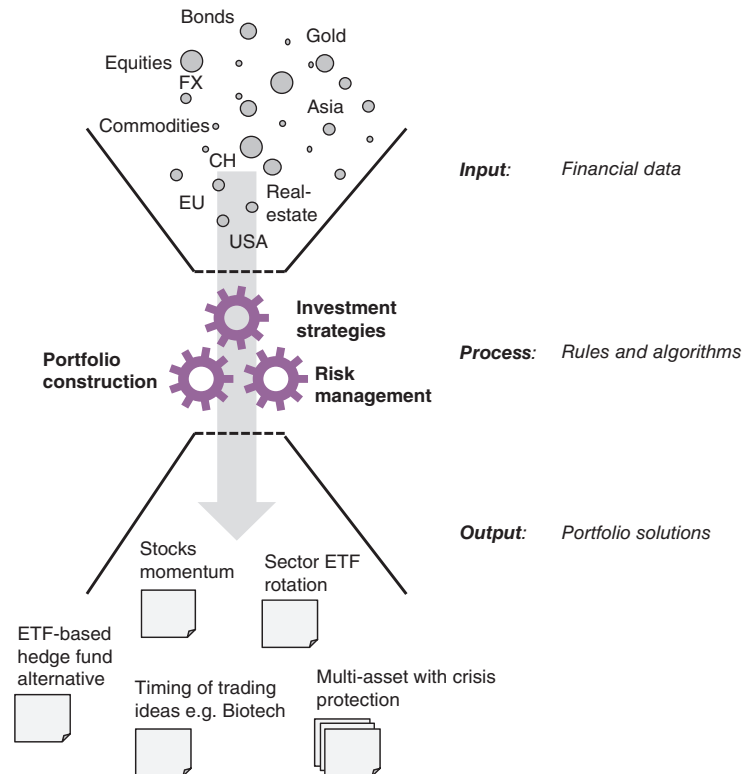 Bonds
Gold
Equities
FX
Asia
Commodities
CH
EU
Real-
estate
USA
Input: Financial data
Investment
strategies
Portfolio
construction
Risk
management
Process: Rules and algorithms
Output: Portfolio solutions
Stocks
momentum
Sector ETF
rotation
ETF-based
hedge fund
alternative
Timing of trading
ideas e.g. Biotech
Multi-asset with crisis
protection